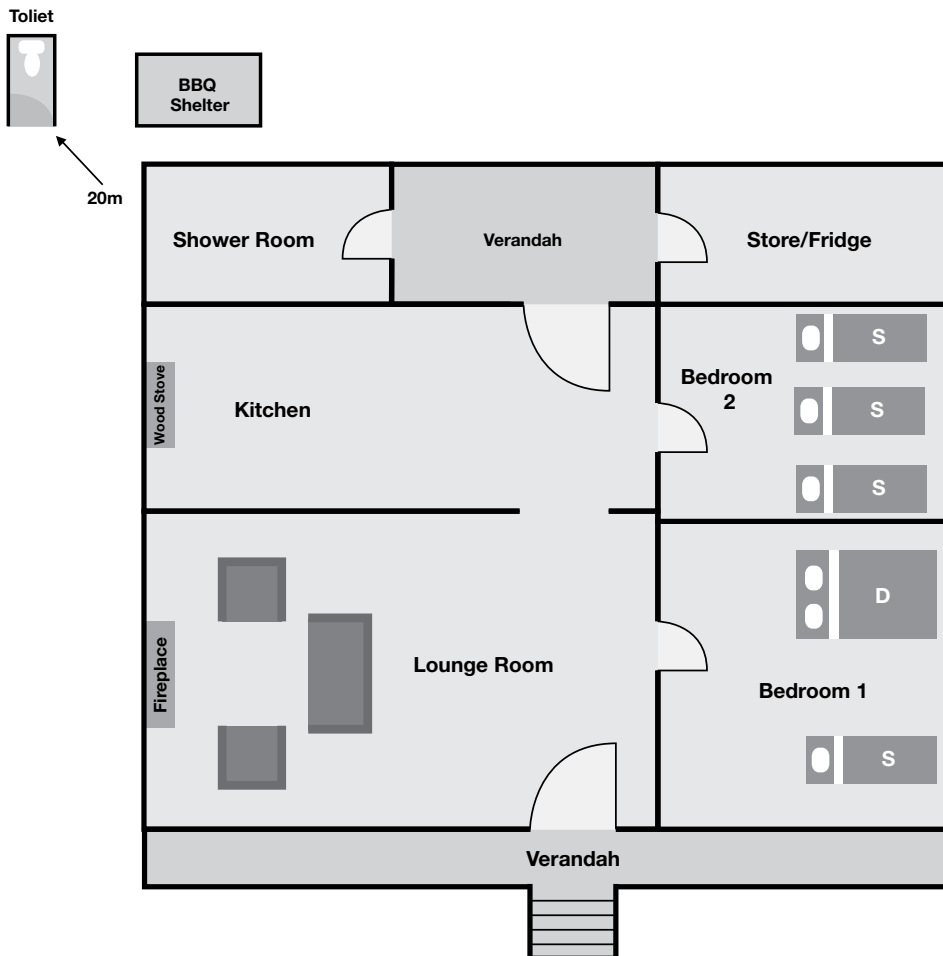 Toliet
BBQ
Shelter
20m
Shower Room
Verandah
Store/Fridge
Wood Stove
Kitchen
Bedroom
2
S
S
S
Fireplace
Lounge Room
D
Bedroom 1
S
Verandah